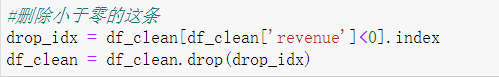 #删除小于零的这条
drop_idx = df_clean[df_clean['revenue']<0].index
df_clean = df_clean.drop(drop_idx)